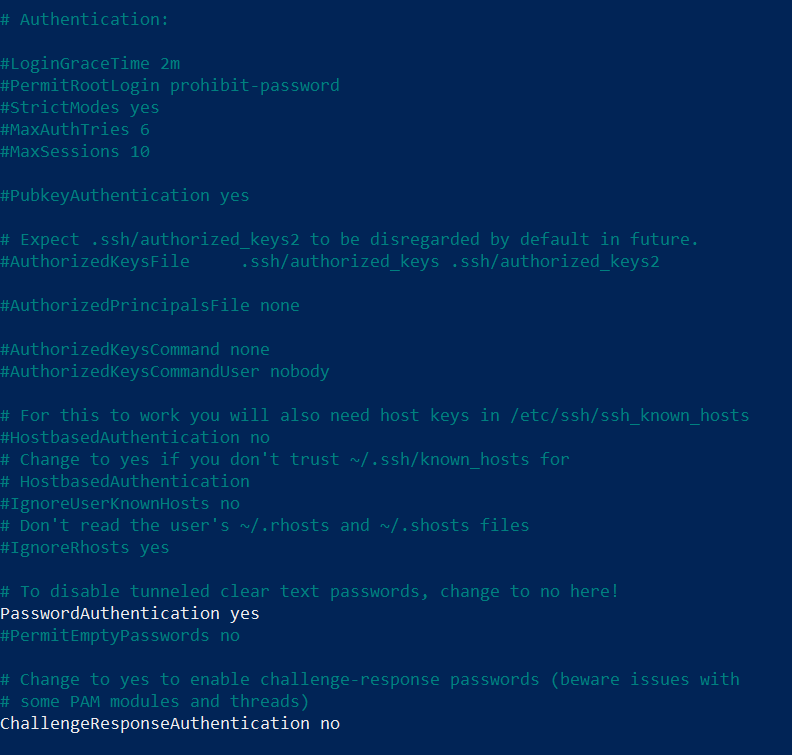 # Authentication:
#LoginGraceTime 2m
#PermitRootLogin prohibit-password
#StrictModes yes
#MaxAuthTries 6
#MaxSessions 10
#PubkeyAuthentication yes
# Expect .ssh/authorized_keys2 to be disregarded by default in future.
#AuthorizedKeysFile     .ssh/authorized_keys .ssh/authorized_keys2
#AuthorizedPrincipalsFile none
#AuthorizedKeysCommand none
#AuthorizedKeysCommandUser nobody
# For this to work you will also need host keys in /etc/ssh/ssh_known_hosts
#HostbasedAuthentication no
# Change to yes if you don't trust ~/.ssh/known_hosts for
# HostbasedAuthentication
#IgnoreUserKnownHosts no
# Don't read the user's ~/.rhosts and ~/.shosts files
#IgnoreRhosts yes
# To disable tunneled clear text passwords, change to no here!
PasswordAuthentication yes
#PermitEmptyPasswords no
# Change to yes to enable challenge-response passwords (beware issues with
# some PAM modules and threads)
ChallengeResponseAuthentication no